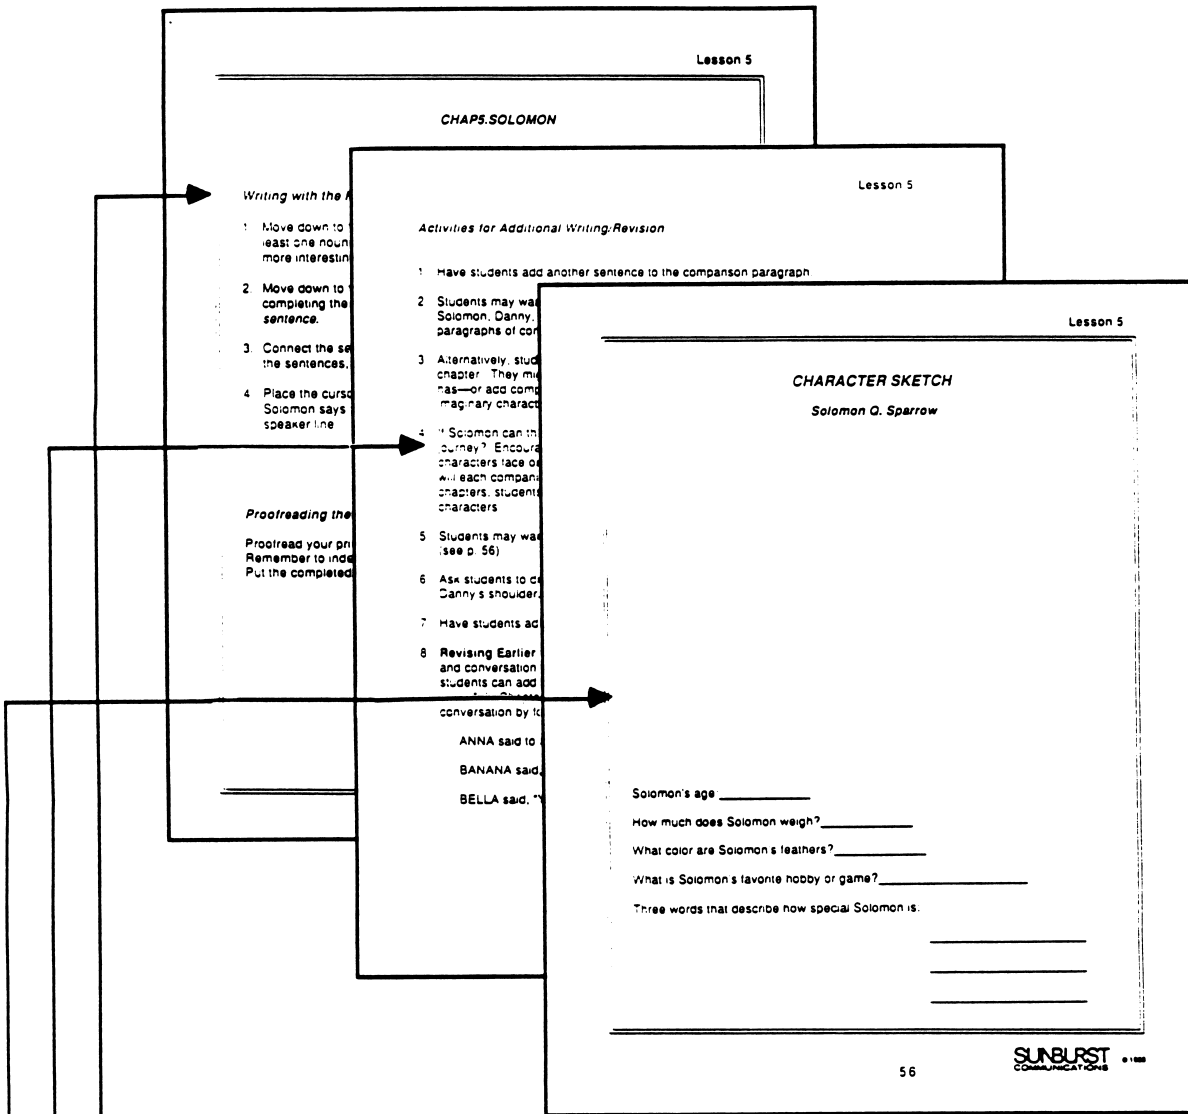 Lesson 5
CHAP5.SOLOMON
Writing with the
1 Move down to
least one noun
more interestin
2. Move down to
completing the
sentence.
3. Connect the se
the sentences,
4 Place the curso
Solomon says
speaker line
Proofreading the
Proofread your pri
Remember to inde
Put the completed
Lesson 5
Activities for Additional Writing/Revision
1 Have students add another sentence to the comparison paragraph
2 Students may wa
Solomon, Danny,
paragraphs of con
3 Alternatively, stud
chapter They mi
has—or add comp
imaginary charact
4 If Solomon can th
journey? Encoura
characters face o
will each compani
chapters, students
characters
5 Students may wa
(see p. 56)
6 Ask students to d
Danny's shoulder,
7 Have students ad
8 Revising Earlier
and conversation
students can add
conversation by fo
ANNA said to
BANANA said,
BELLA said, "Y
Lesson 5
CHARACTER SKETCH
Solomon Q. Sparrow
Solomon's age:
How much does Solomon weigh?
What color are Solomon's feathers?
What is Solomon's favorite hobby or game?
Three words that describe how special Solomon is:
56
SUNBURST
COMMUNICATIONS